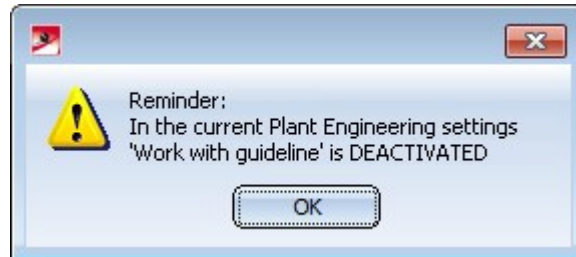 Reminder:
In the current Plant Engineering settings
'Work with guideline' is DEACTIVATED
OK